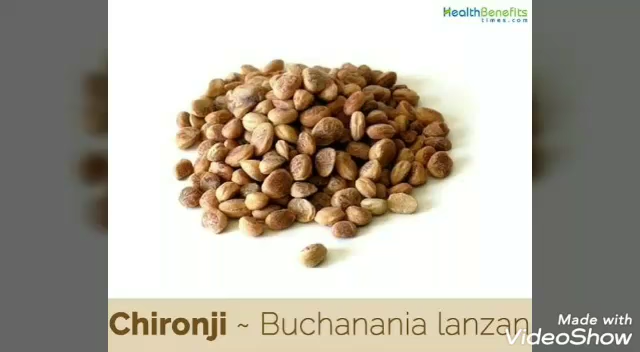 HealthBenefits
times.com
Chironji ~ Buchanania lanzan
Made with
VideoShow